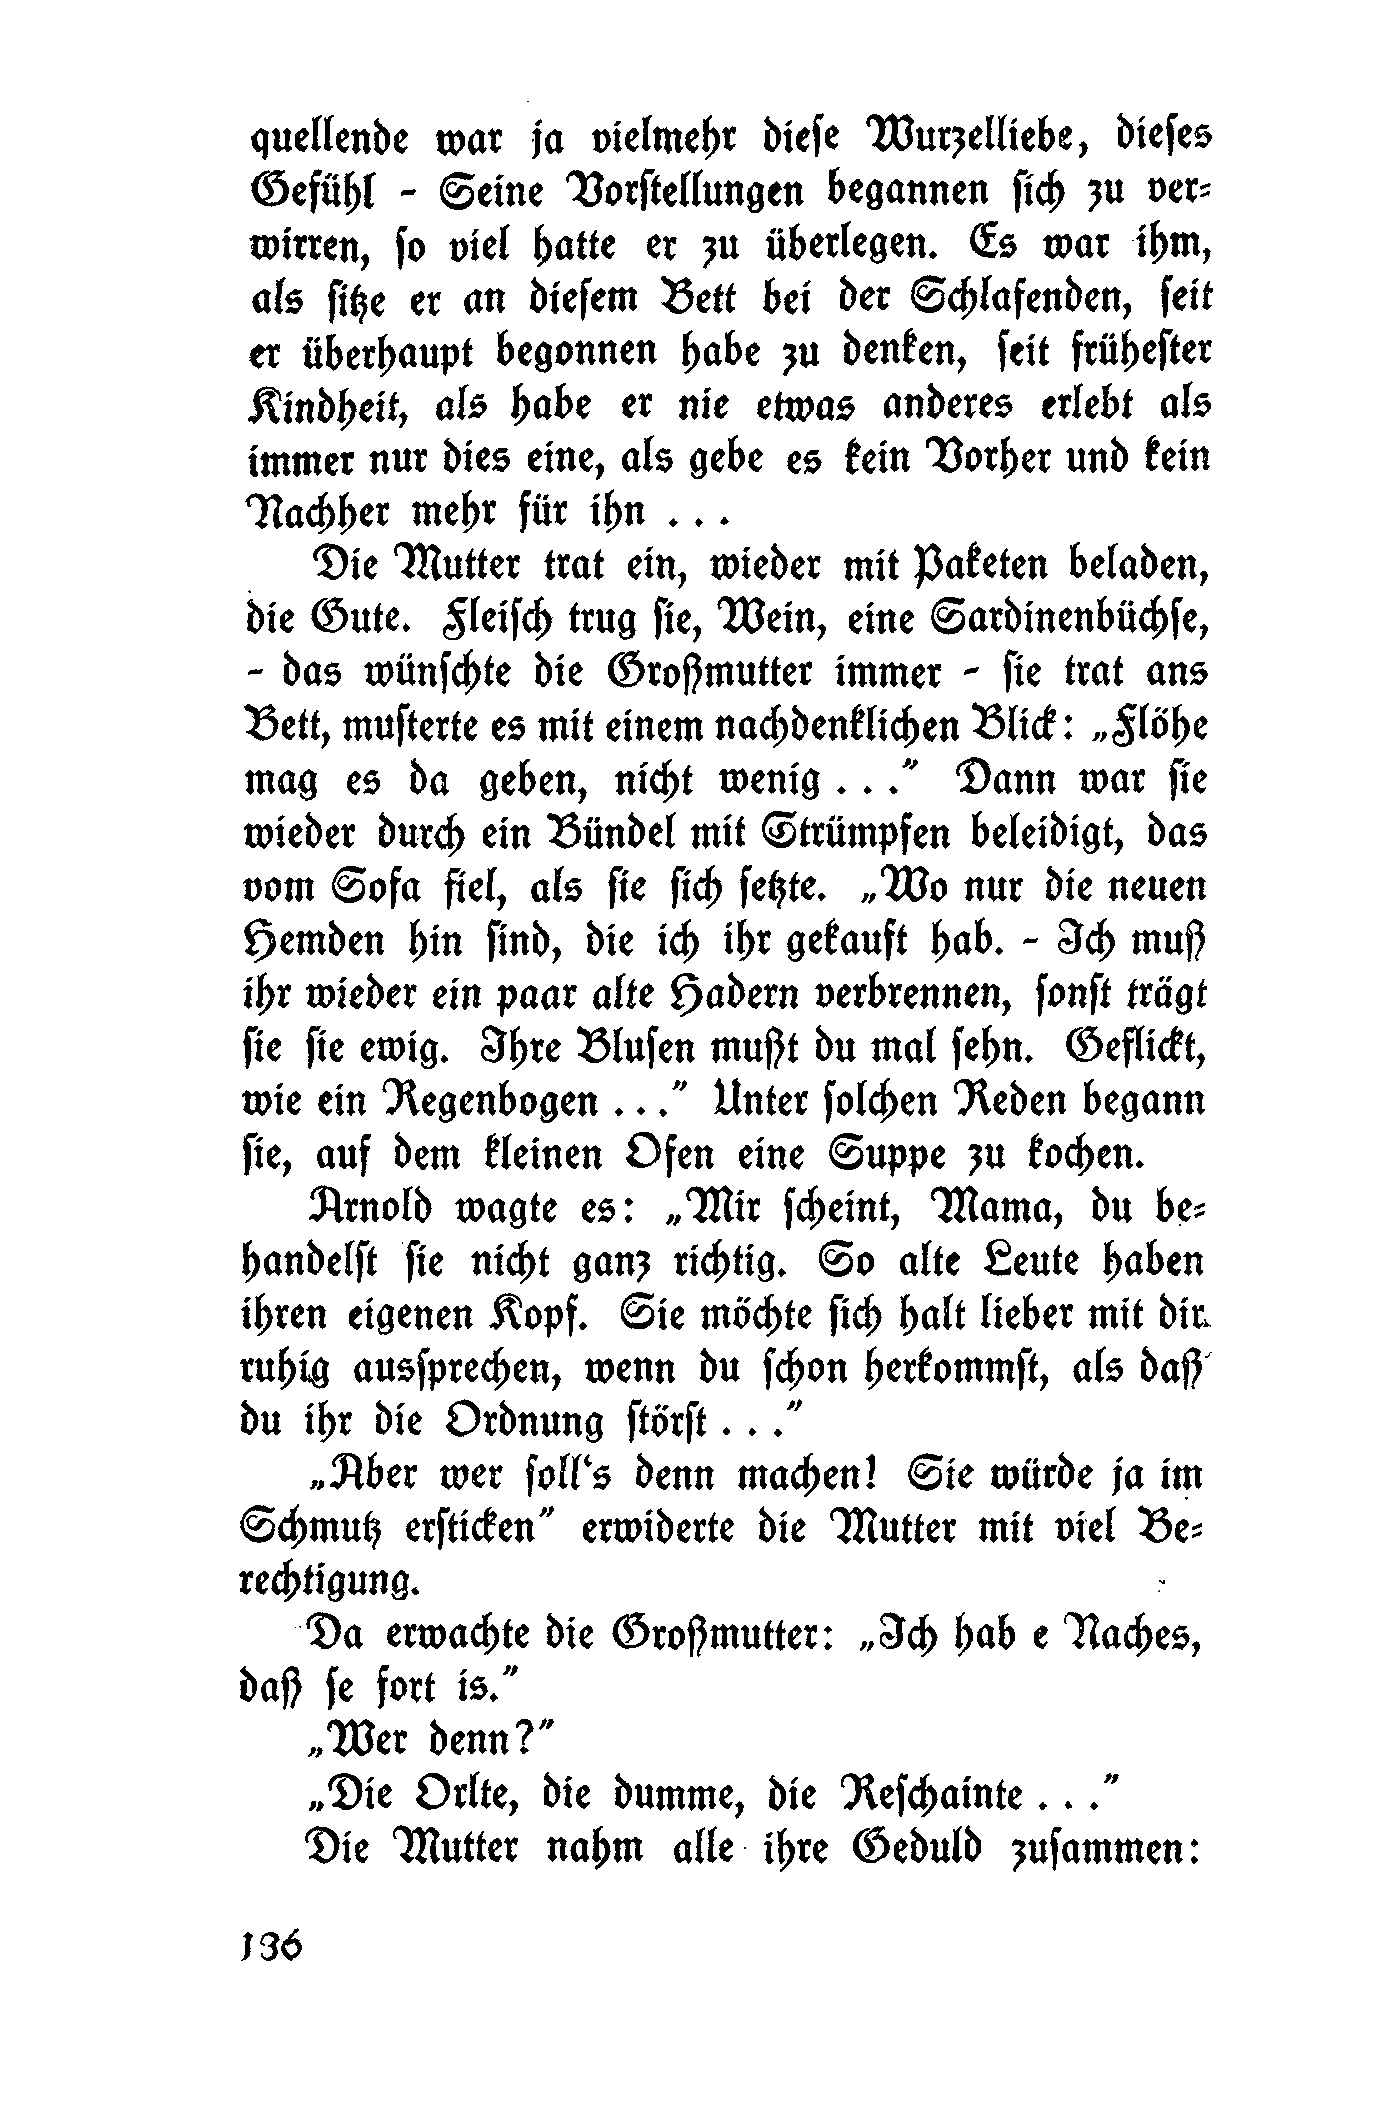 quellende war ja vielmehr diese Wurzelliebe, dieses
Gefühl - Seine Vorstellungen begannen sich zu ver-
wirren, so viel hatte er zu überlegen. Es war ihm,
als sitze er an diesem Bett bei der Schlafenden, seit
er überhaupt begonnen habe zu denken, seit frühester
Kindheit, als habe er nie etwas anderes erlebt als
immer nur dies eine, als gebe es kein Vorher und kein
Nachher mehr für ihn . . .
Die Mutter trat ein, wieder mit Paketen beladen,
die Gute. Fleisch trug sie, Wein, eine Sardinenbüchse,
- das wünschte die Großmutter immer - sie trat ans
Bett, musterte es mit einem nachdenklichen Blick: „Flöhe
mag es da geben, nicht wenig . . .” Dann war sie
wieder durch ein Bündel mit Strümpfen beleidigt, das
vom Sofa fiel, als sie sich setzte. „Wo nur die neuen
Hemden hin sind, die ich ihr gekauft hab. - Ich muß
ihr wieder ein paar alte Hadern verbrennen, sonst trägt
sie sie ewig. Ihre Blusen mußt du mal sehn. Geflickt,
wie ein Regenbogen . . .” Unter solchen Reden begann
sie, auf dem kleinen Ofen eine Suppe zu kochen.
Arnold wagte es: „Mir scheint, Mama, du be-
handelst sie nicht ganz richtig. So alte Leute haben
ihren eigenen Kopf. Sie möchte sich halt lieber mit dir
ruhig aussprechen, wenn du schon herkommst, als daß
du ihr die Ordnung störst . . .”
„Aber wer soll‘s denn machen! Sie würde ja im
Schmutz ersticken” erwiderte die Mutter mit viel Be-
rechtigung.
Da erwachte die Großmutter: „Ich hab e Naches,
daß se fort is.”
„Wer denn?”
„Die Orlte, die dumme, die Reschainte . . .”
Die Mutter nahm alle ihre Geduld zusammen:
136